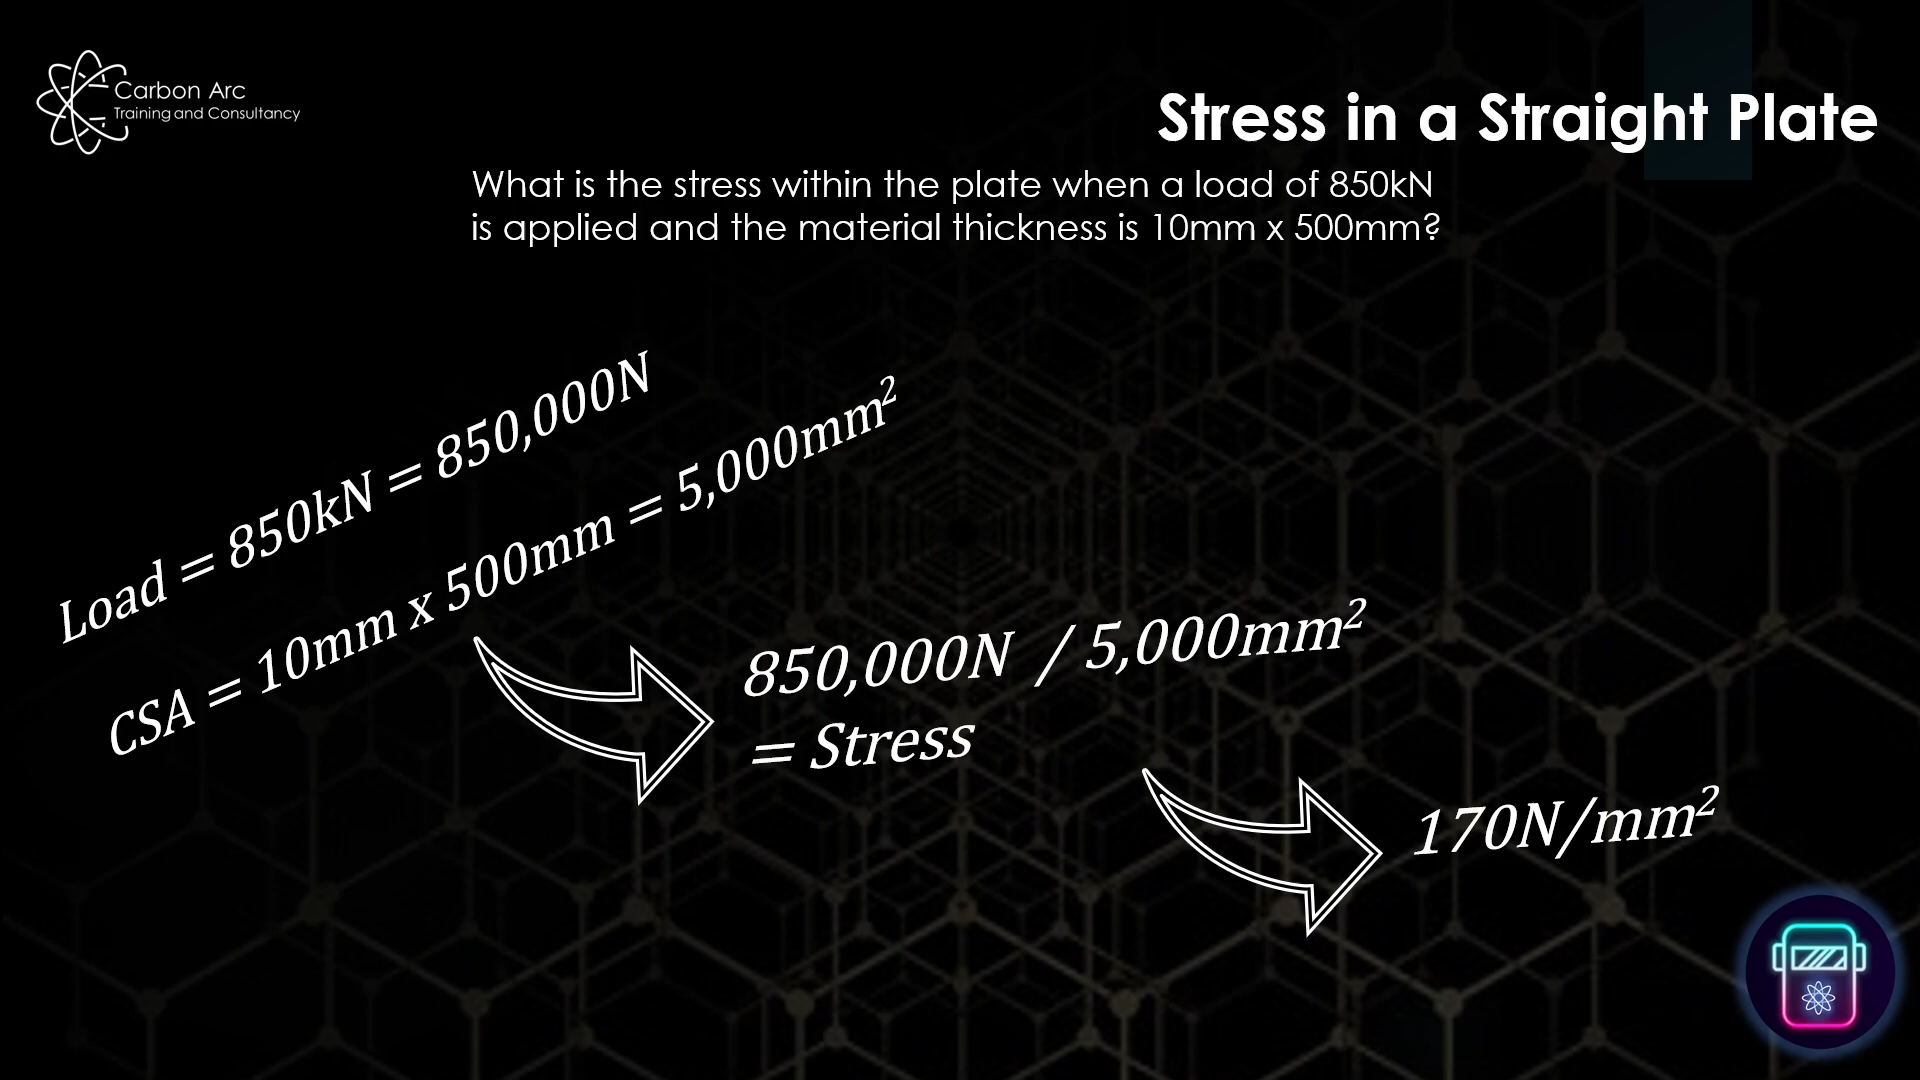 Carbon Arc
Training and Consultancy
Stress in a Straight Plate
What is the stress within the plate when a load of 850kN
is applied and the material thickness is 10mm x 500mm?
Load = 850kN = 850,000N
CSA = 10mm x 500mm = 5,000mm²
850,000N / 5,000mm²
= Stress
170N/mm²